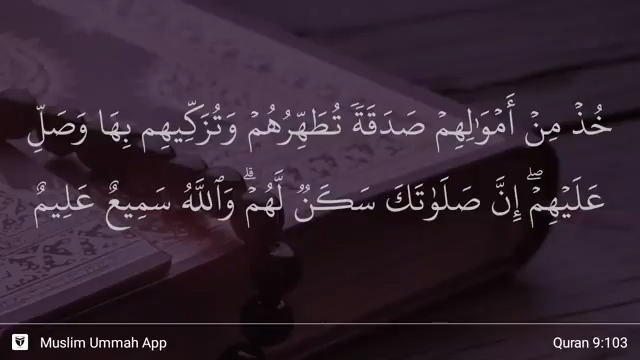 خُذۡ مِنۡ أَمۡوَٰلِهِمۡ صَدَقَةٗ تُطَهِّرُهُمۡ وَتُزَكِّيهِم بِهَا وَصَلِّ
عَلَيۡهِمۡۖ إِنَّ صَلَوٰتَكَ سَكَنٞ لَّهُمۡۗ وَٱللَّهُ سَمِيعٌ عَلِيمٌ
Muslim Ummah App
Quran 9:103